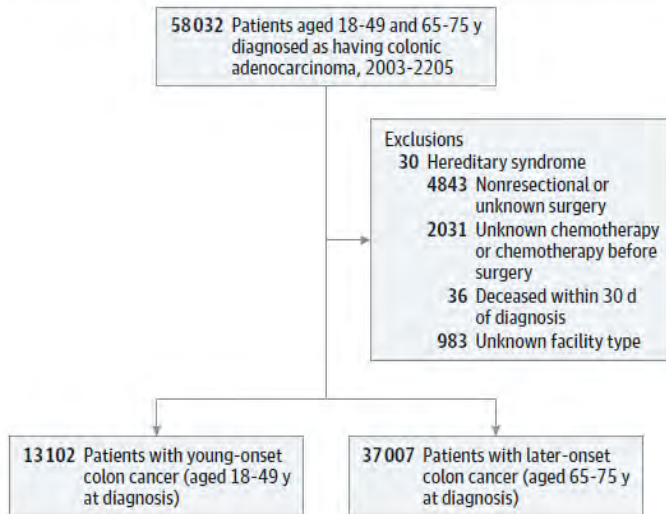 58032 Patients aged 18-49 and 65-75 y
diagnosed as having colonic
adenocarcinoma, 2003-2205
Exclusions
30 Hereditary syndrome
4843 Nonresectional or
unknown surgery
2031 Unknown chemotherapy
or chemotherapy before
surgery
36 Deceased within 30 d
of diagnosis
983 Unknown facility type
13102 Patients with young-onset
colon cancer (aged 18-49 y
at diagnosis)
37007 Patients with later-onset
colon cancer (aged 65-75 y
at diagnosis)